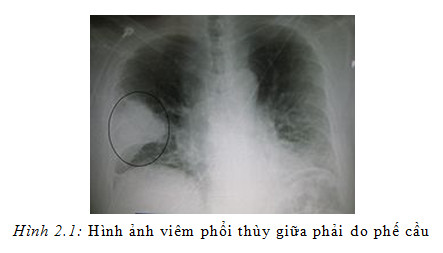 Hình 2.1: Hình ảnh viêm phổi thùy giữa phải do phế cầu